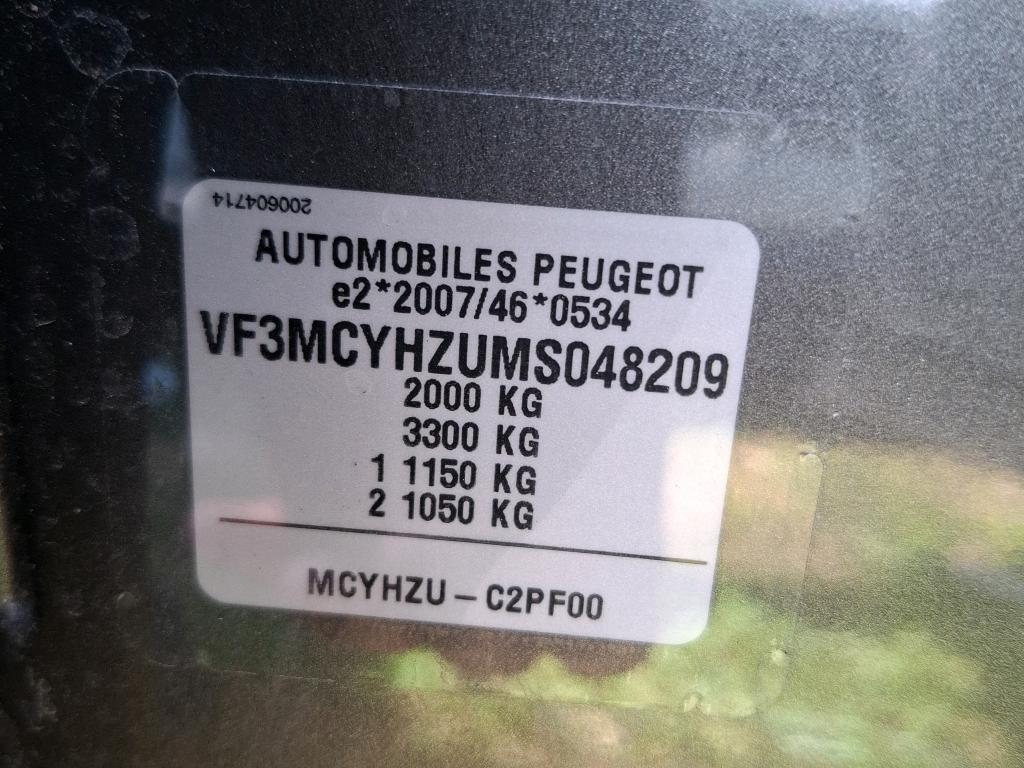 200604714
AUTOMOBILES PEUGEOT
e2*2007/46*0534
VF3MCYHZUMS048209
2000 KG
3300 KG
1 1150 KG
2 1050 KG
MCYHZU – C2PF00